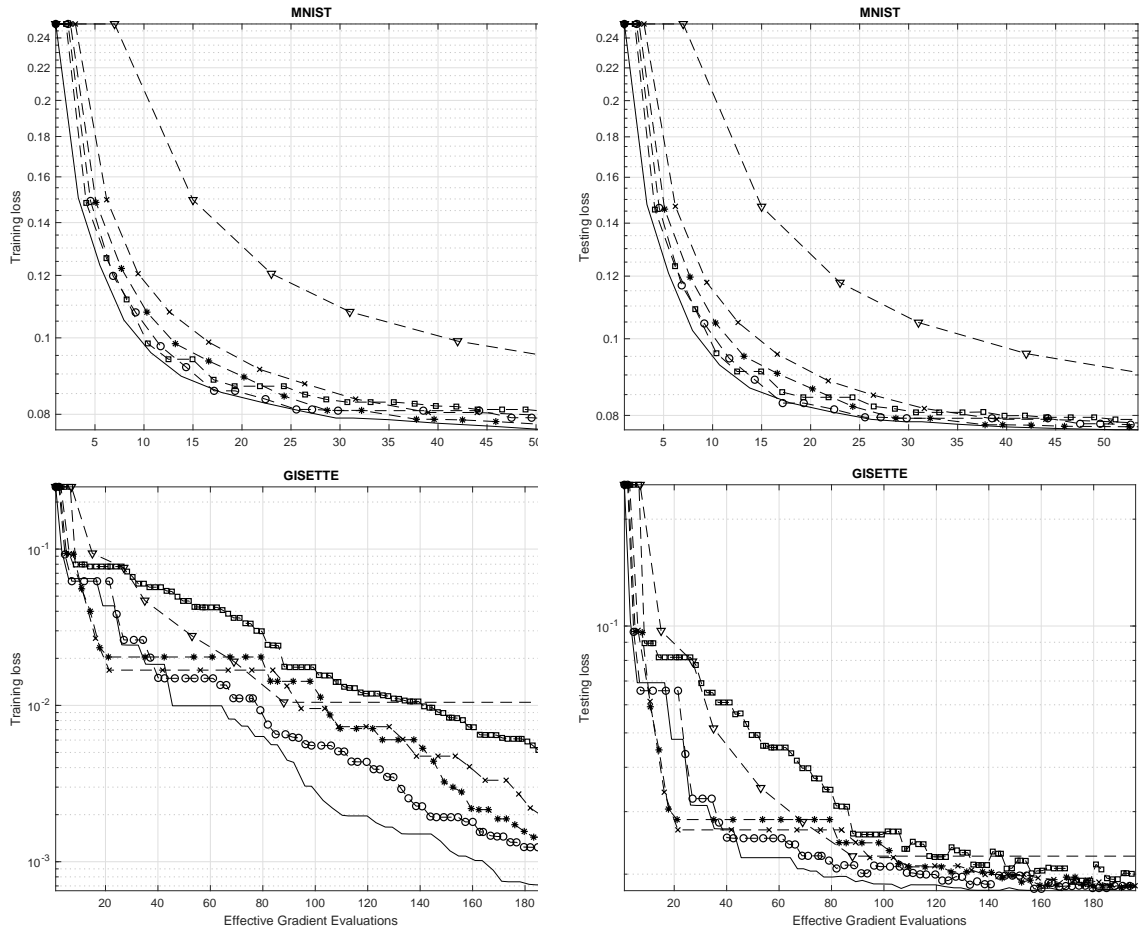 MNIST
0.24
0.22
0.2
0.18
0.16
0.14
0.12
0.1
0.08
Training loss
5 10 15 20 25 30 35 40 45 50
MNIST
0.24
0.22
0.2
0.18
0.16
0.14
0.12
0.1
0.08
Testing loss
5 10 15 20 25 30 35 40 45 50
GISETTE
10-1
10-2
10-3
Training loss
20 40 60 80 100 120 140 160 180
Effective Gradient Evaluations
GISETTE
10-1
Testing loss
20 40 60 80 100 120 140 160 180
Effective Gradient Evaluations